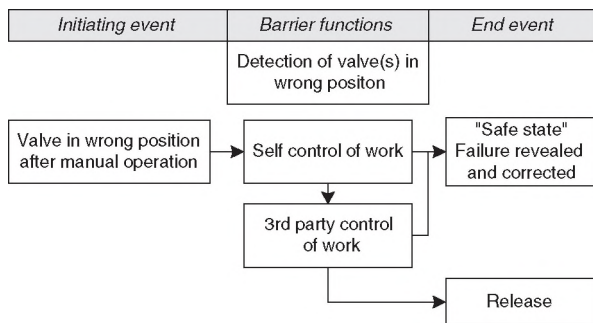 Initiating event
Barrier functions
End event
Detection of valve(s) in
wrong positon
Valve in wrong position
after manual operation
Self control of work
"Safe state"
Failure revealed
and corrected
3rd party control
of work
Release